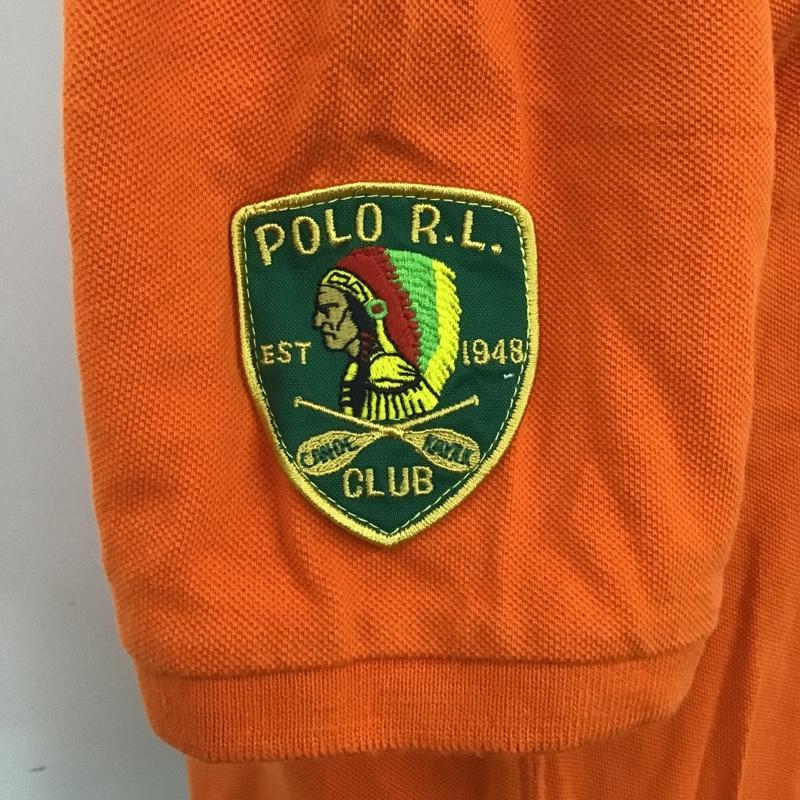 POLO R.L.
EST 1948
CANOE KAYAK
CLUB